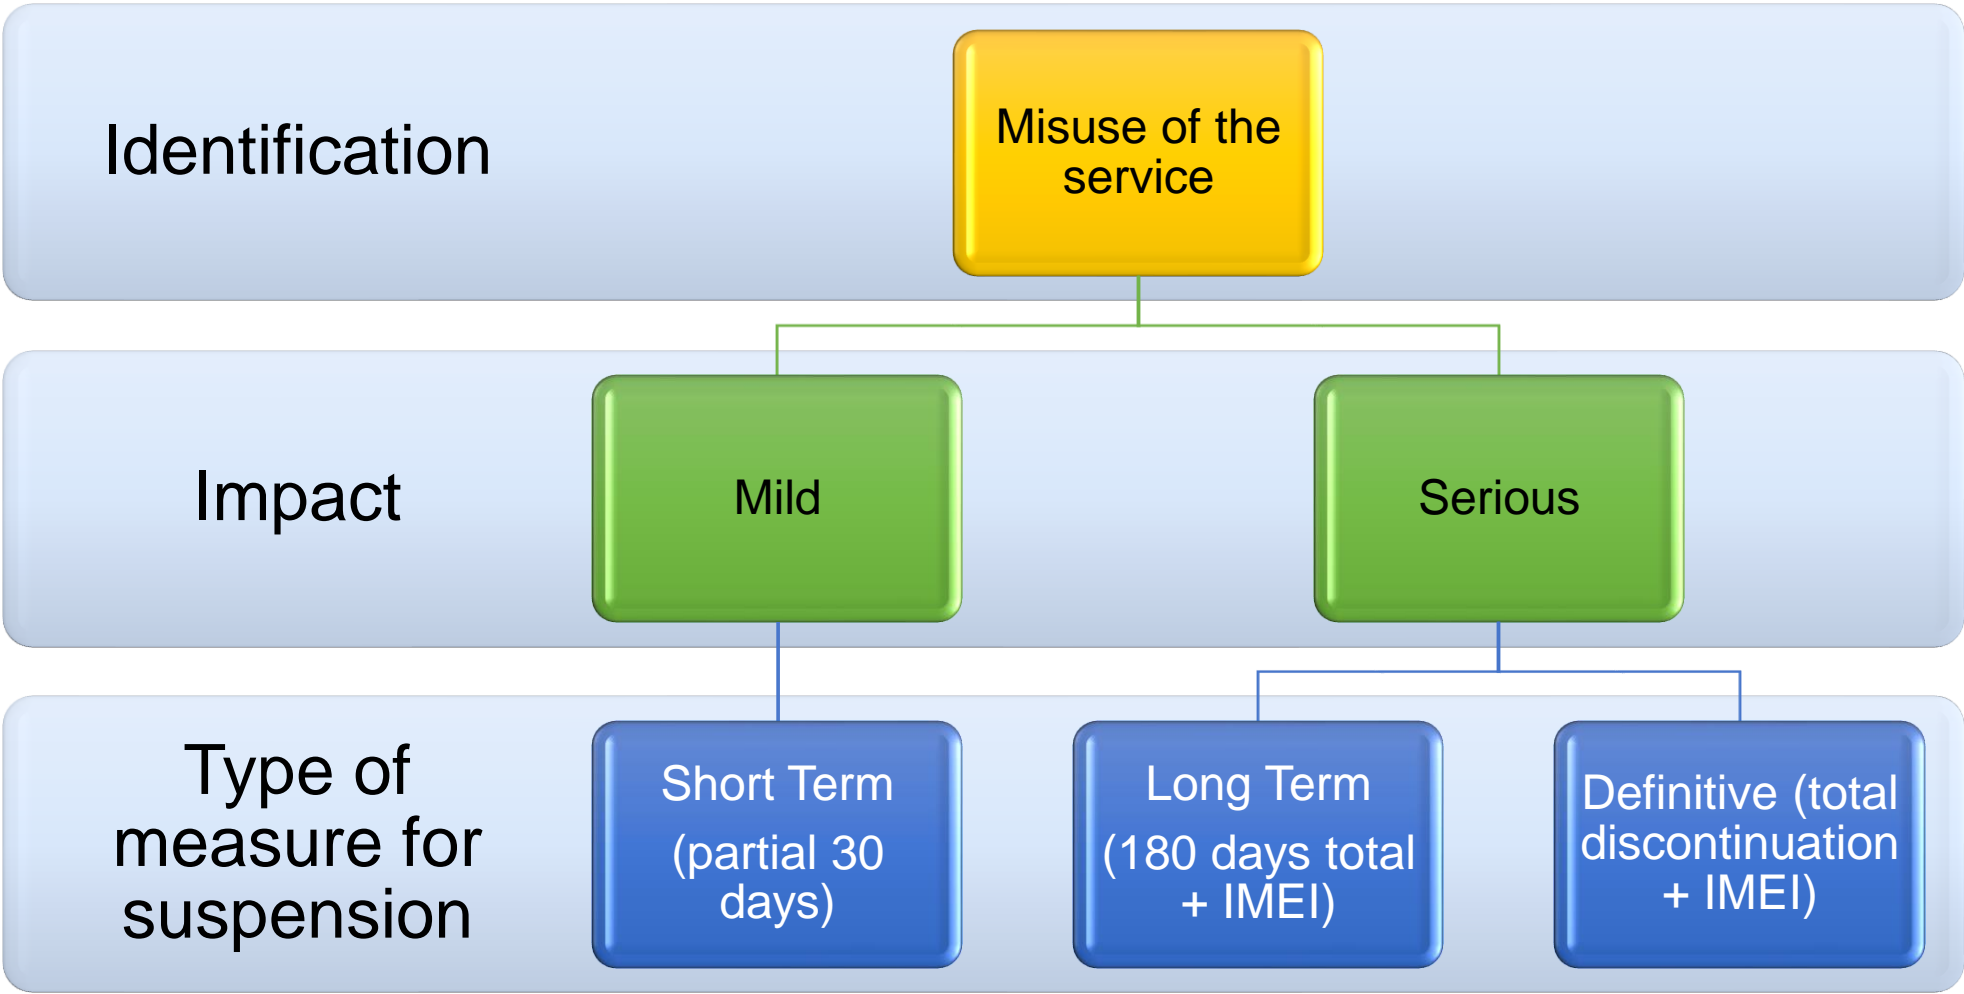 Identification
Misuse of the
service
Impact
Mild
Serious
Type of
measure for
suspension
Short Term
(partial 30
days)
Long Term
(180 days total
+ IMEI)
Definitive (total
discontinuation
+ IMEI)